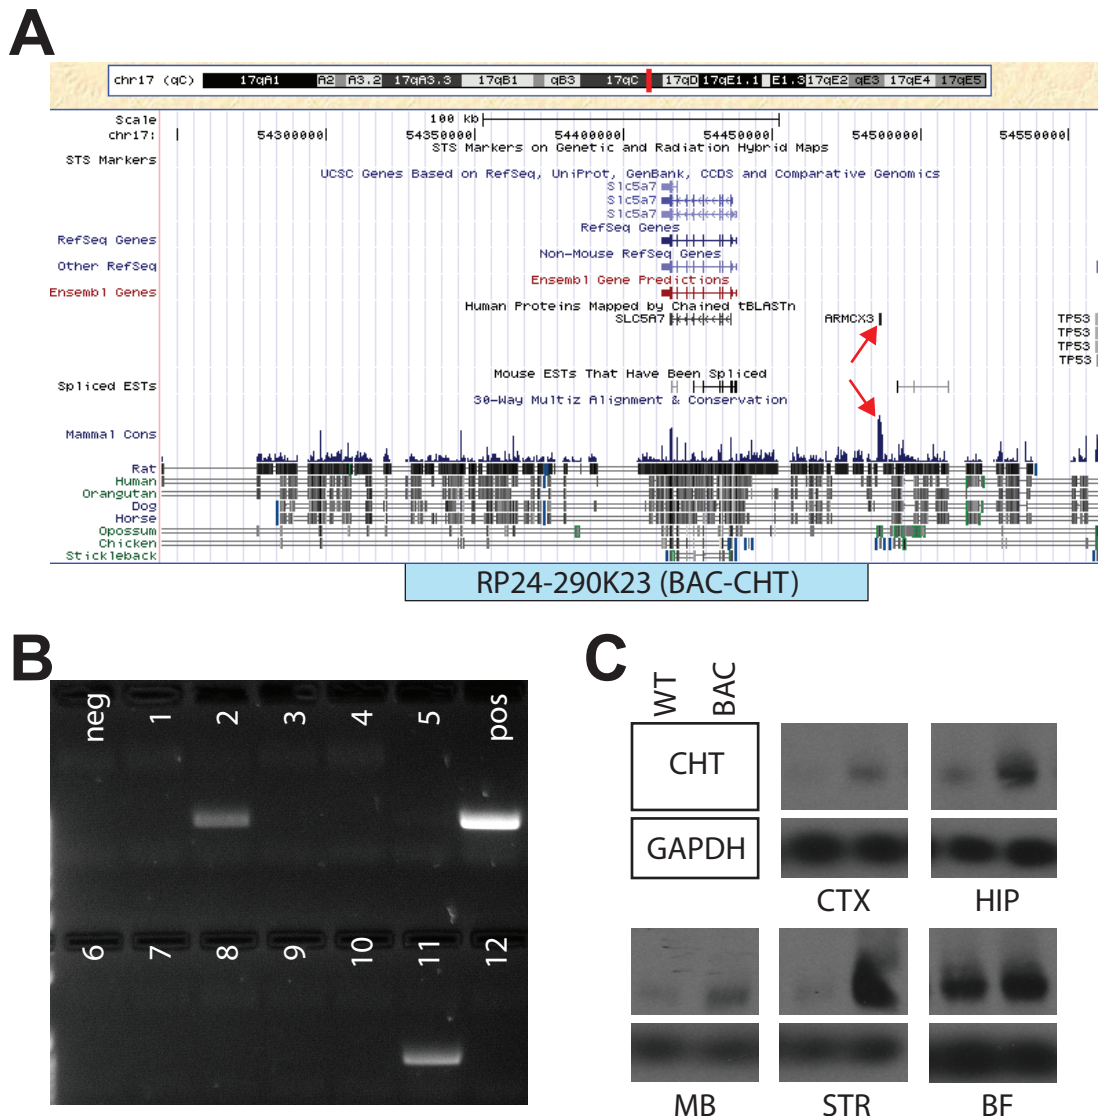 A
chr17 (qC) 17qA1 A2 A3.2 17qA3.3 17qB1 qB3 17qC 17qD 17qE1.1 E1.3 17qE2 qE3 17qE4 17qE5
Scale 100 kb
chr17: 54300000 54350000 54400000 54450000 54500000 54550000
STS Markers on Genetic and Radiation Hybrid Maps
STS Markers
UCSC Genes Based on RefSeq, UniProt, GenBank, CCDS and Comparative Genomics
Slc5a7
Slc5a7
Slc5a7
RefSeq Genes
RefSeq Genes
Non-Mouse RefSeq Genes
Other RefSeq
Ensembl Gene Predictions
Ensembl Genes
Human Proteins Mapped by Chained tBLASTn
SLC5A7 ARMCX3 TP53
TP53
TP53
TP53
Mouse ESTs That Have Been Spliced
Spliced ESTs
30-Way Multiz Alignment & Conservation
Mammal Cons
Rat
Human
Orangutan
Dog
Horse
Opossum
Chicken
Stickleback
RP24-290K23 (BAC-CHT)
B
neg 1 2 3 4 5 pos
6 7 8 9 10 11 12
C
WT BAC
CHT
GAPDH
CTX HIP
MB STR BF